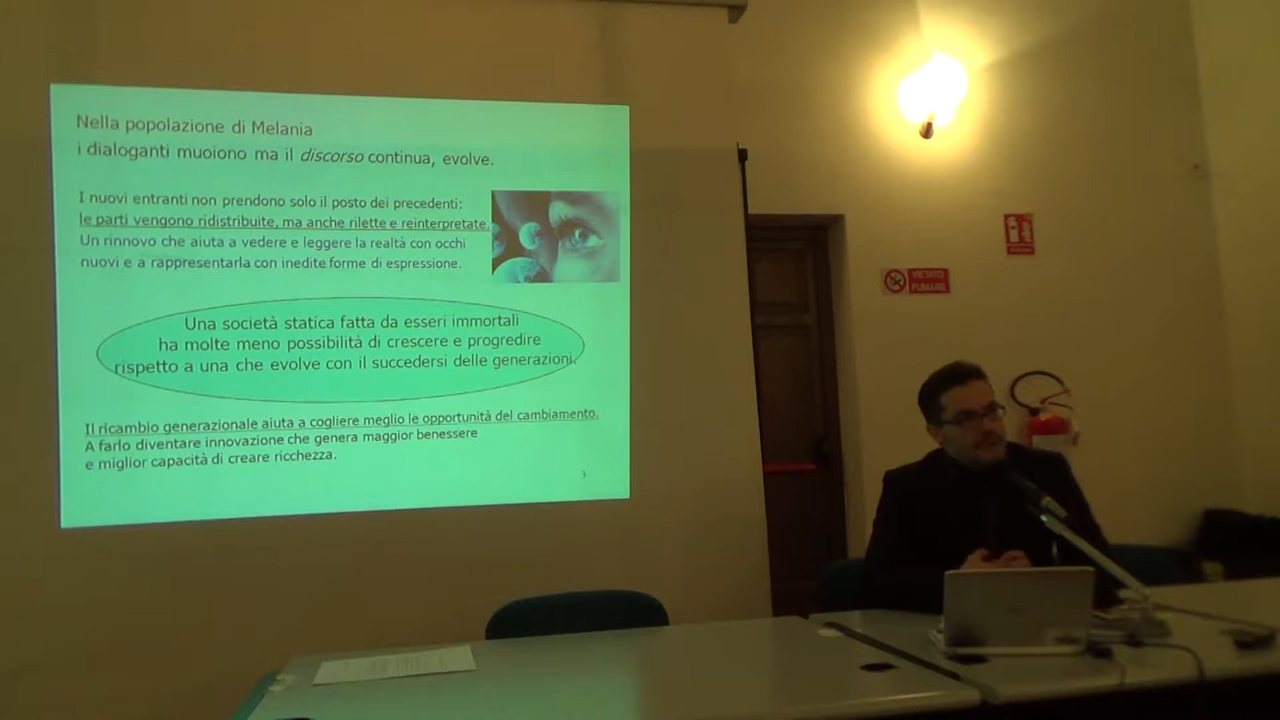 Nella popolazione di Melania
i dialoganti muoiono ma il discorso continua, evolve.
I nuovi entranti non prendono solo il posto dei precedenti;
le parti vengono ridistribuite, ma anche rilette e reinterpretate.
Un rinnovo che aiuta a vedere e leggere la realtà con occhi
nuovi e a rappresentarla con inedite forme di espressione.
Una società statica fatta da esseri immortali
ha molte meno possibilità di crescere e progredire
rispetto a una che evolve con il succedersi delle generazioni.
Il ricambio generazionale aiuta a cogliere meglio le opportunità del cambiamento.
A farlo diventare innovazione che genera maggior benessere
e miglior capacità di creare ricchezza.
3
VIETATO
FUMARE